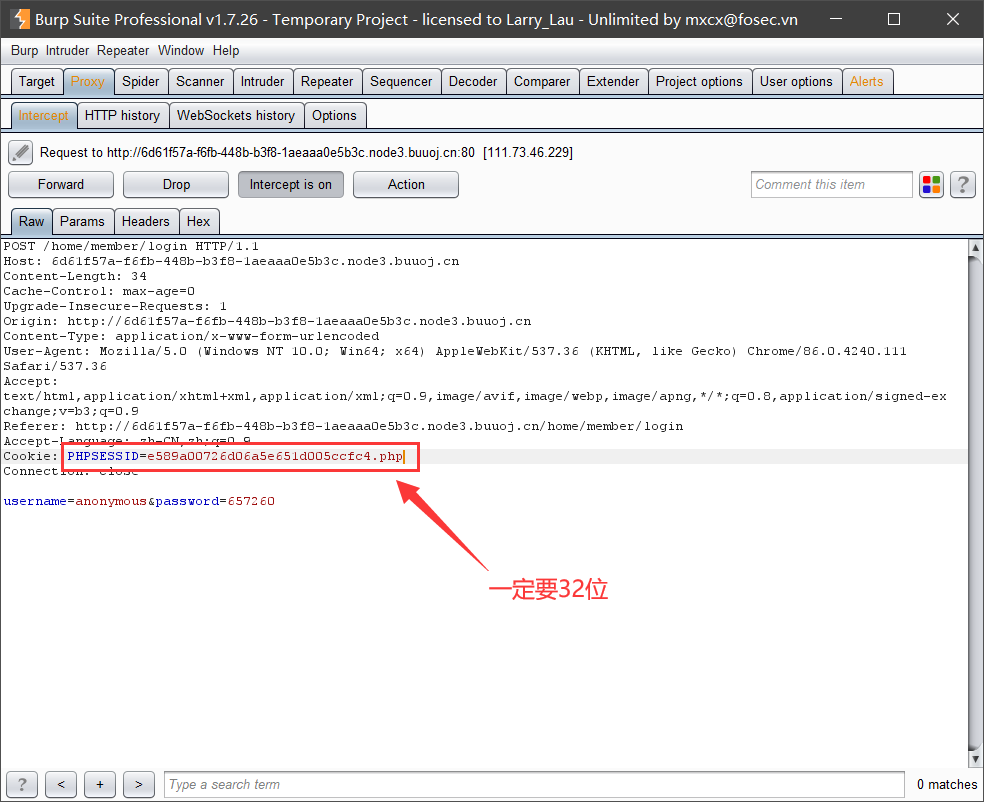 Burp Suite Professional v1.7.26 - Temporary Project - licensed to Larry_Lau - Unlimited by mxcx@fosec.vn
Burp Intruder Repeater Window Help
Target Proxy Spider Scanner Intruder Repeater Sequencer Decoder Comparer Extender Project options User options Alerts
Intercept HTTP history WebSockets history Options
Request to http://6d61f57a-f6fb-448b-b3f8-1aeaaa0e5b3c.node3.buuoj.cn:80 [111.73.46.229]
Forward Drop Intercept is on Action Comment this item ?
Raw Params Headers Hex
POST /home/member/login HTTP/1.1
Host: 6d61f57a-f6fb-448b-b3f8-1aeaaa0e5b3c.node3.buuoj.cn
Content-Length: 34
Cache-Control: max-age=0
Upgrade-Insecure-Requests: 1
Origin: http://6d61f57a-f6fb-448b-b3f8-1aeaaa0e5b3c.node3.buuoj.cn
Content-Type: application/x-www-form-urlencoded
User-Agent: Mozilla/5.0 (Windows NT 10.0; Win64; x64) AppleWebKit/537.36 (KHTML, like Gecko) Chrome/86.0.4240.111
Safari/537.36
Accept:
text/html,application/xhtml+xml,application/xml;q=0.9,image/avif,image/webp,image/apng,*/*;q=0.8,application/signed-ex
change;v=b3;q=0.9
Referer: http://6d61f57a-f6fb-448b-b3f8-1aeaaa0e5b3c.node3.buuoj.cn/home/member/login
Accept-Language: zh-CN,zh;q=0.9
Cookie: PHPSESSID=e589a00726d06a5e651d005ccfc4.php
Connection: close
username=anonymous&password=657260
一定要32位
? < + > Type a search term 0 matches